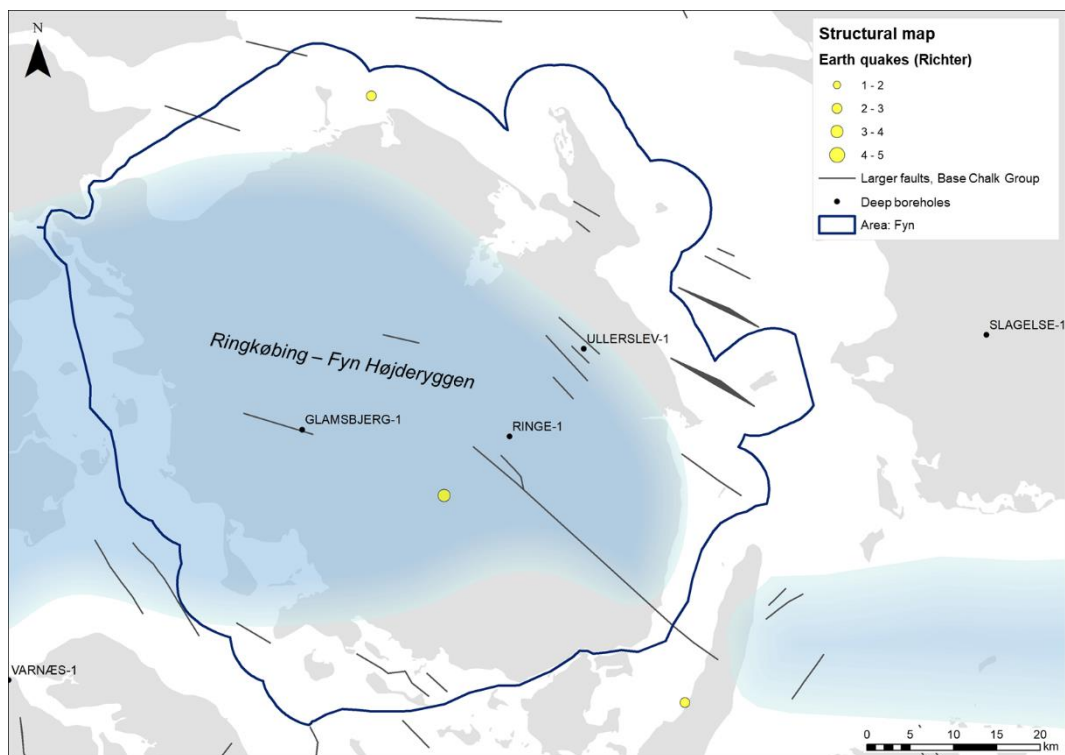 N
Structural map
Earth quakes (Richter)
1 - 2
2 - 3
3 - 4
4 - 5
Larger faults, Base Chalk Group
Deep boreholes
Area: Fyn
ULLERSLEV-1
SLAGELSE-1
Ringkøbing – Fyn Højderyggen
GLAMSBJERG-1
RINGE-1
VARNÆS-1
0 5 10 15 20
km